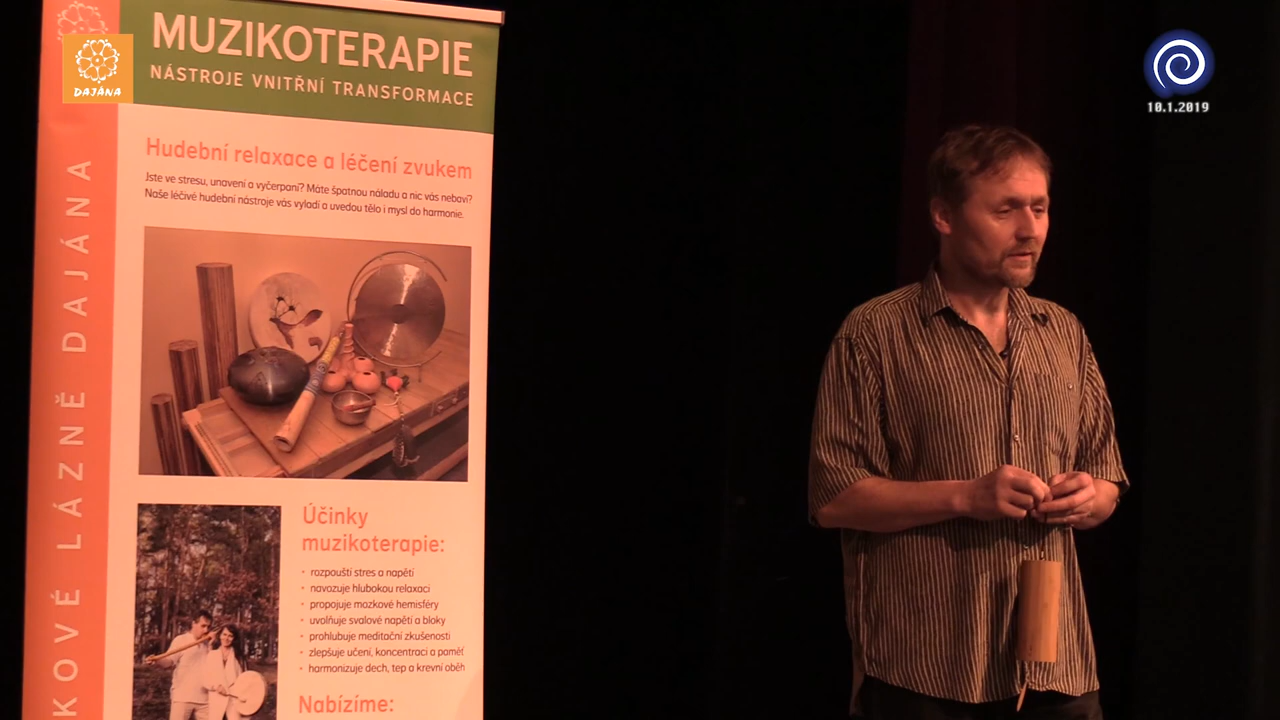 MUZIKOTERAPIE
NÁSTROJE VNITŘNÍ TRANSFORMACE
DAJÁNA
10.1.2019
Hudební relaxace a léčení zvukem
Jste ve stresu, unavení a vyčerpaní? Máte špatnou náladu a nic vás nebaví?
Naše léčivé hudební nástroje vás vyladí a uvedou tělo i mysl do harmonie.
KOVÉ LÁZNĚ DAJÁNA
Účinky
muzikoterapie:
• rozpouští stres a napětí
• navozuje hlubokou relaxaci
• propojuje mozkové hemisféry
• uvolňuje svalové napětí a bloky
• prohlubuje meditační zkušenosti
• zlepšuje učení, koncentraci a paměť
• harmonizuje dech, tep a krevní oběh
Nabízíme: